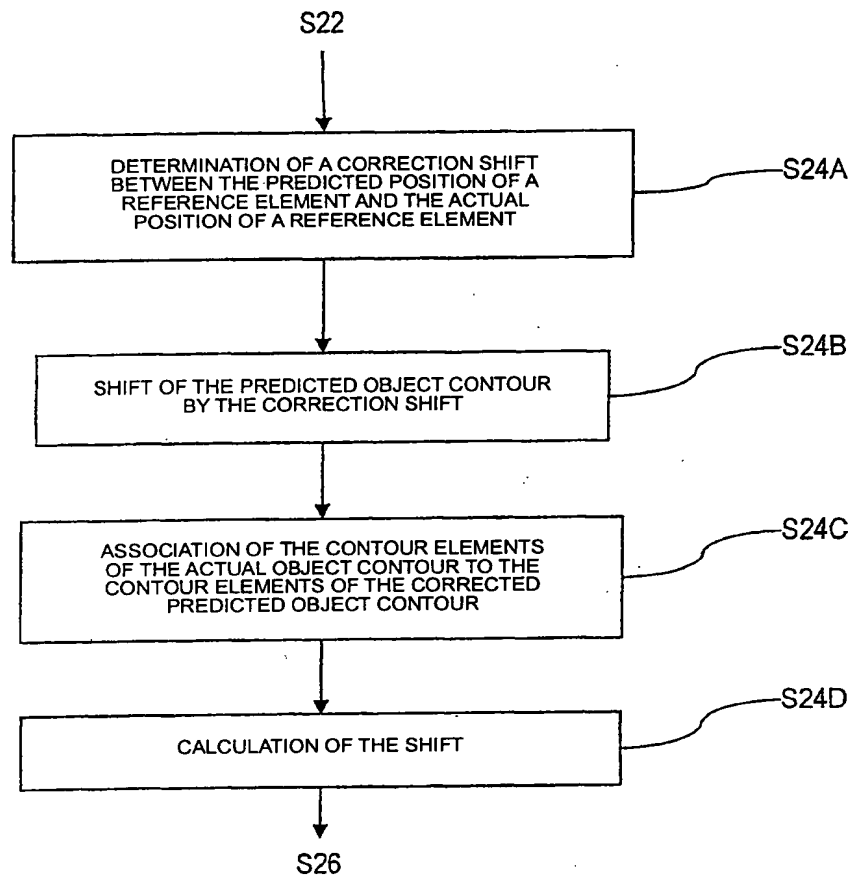 S22
DETERMINATION OF A CORRECTION SHIFT
BETWEEN THE PREDICTED POSITION OF A
REFERENCE ELEMENT AND THE ACTUAL
POSITION OF A REFERENCE ELEMENT
S24A
SHIFT OF THE PREDICTED OBJECT CONTOUR
BY THE CORRECTION SHIFT
S24B
ASSOCIATION OF THE CONTOUR ELEMENTS
OF THE ACTUAL OBJECT CONTOUR TO THE
CONTOUR ELEMENTS OF THE CORRECTED
PREDICTED OBJECT CONTOUR
S24C
CALCULATION OF THE SHIFT
S24D
S26